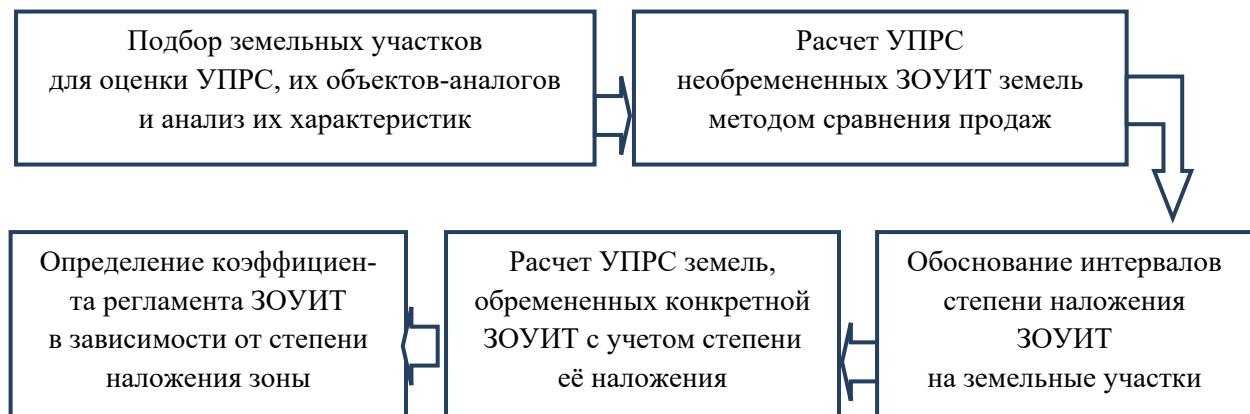 Подбор земельных участков
для оценки УПРС, их объектов-аналогов
и анализ их характеристик
Расчет УПРС
необремененных ЗОУИТ земель
методом сравнения продаж
Обоснование интервалов
степени наложения
ЗОУИТ
на земельные участки
Расчет УПРС земель,
обремененных конкретной
ЗОУИТ с учетом степени
её наложения
Определение коэффициен-
та регламента ЗОУИТ
в зависимости от степени
наложения зоны